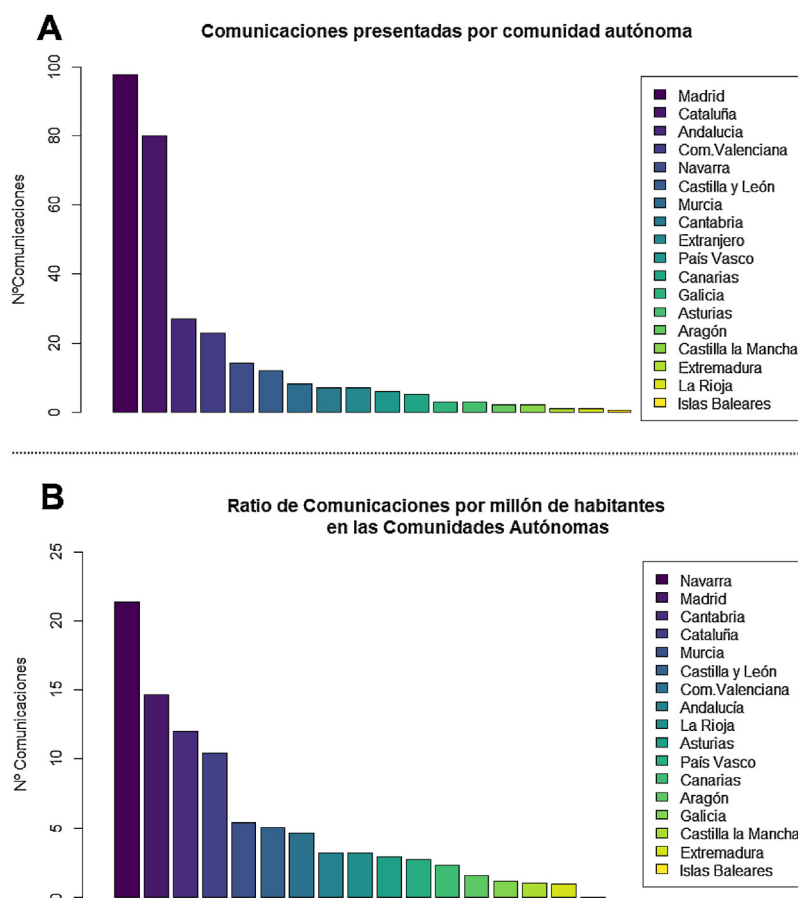 A
Comunicaciones presentadas por comunidad autónoma
NºComunicaciones
100
80
60
40
20
0
Madrid
Cataluña
Andalucia
Com.Valenciana
Navarra
Castilla y León
Murcia
Cantabria
Extranjero
País Vasco
Canarias
Galicia
Asturias
Aragón
Castilla la Mancha
Extremadura
La Rioja
Islas Baleares
B
Ratio de Comunicaciones por millón de habitantes
en las Comunidades Autónomas
Nº Comunicaciones
25
20
15
10
5
0
Navarra
Madrid
Cantabria
Cataluña
Murcia
Castilla y León
Com.Valenciana
Andalucía
La Rioja
Asturias
País Vasco
Canarias
Aragón
Galicia
Castilla la Mancha
Extremadura
Islas Baleares